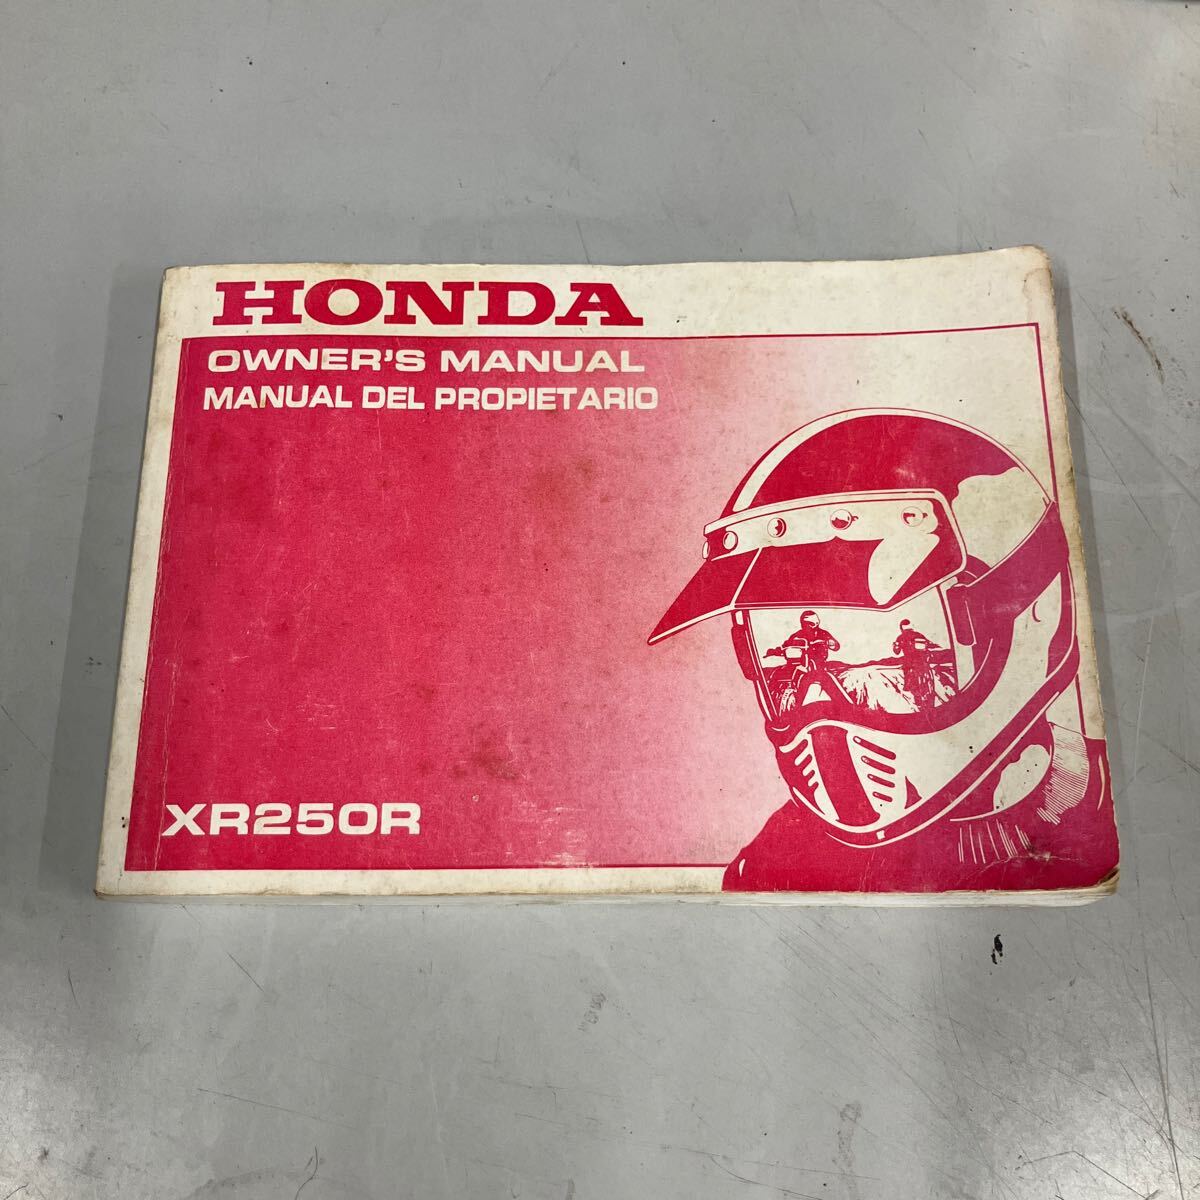 HONDA
OWNER'S MANUAL
MANUAL DEL PROPIETARIO
XR250R